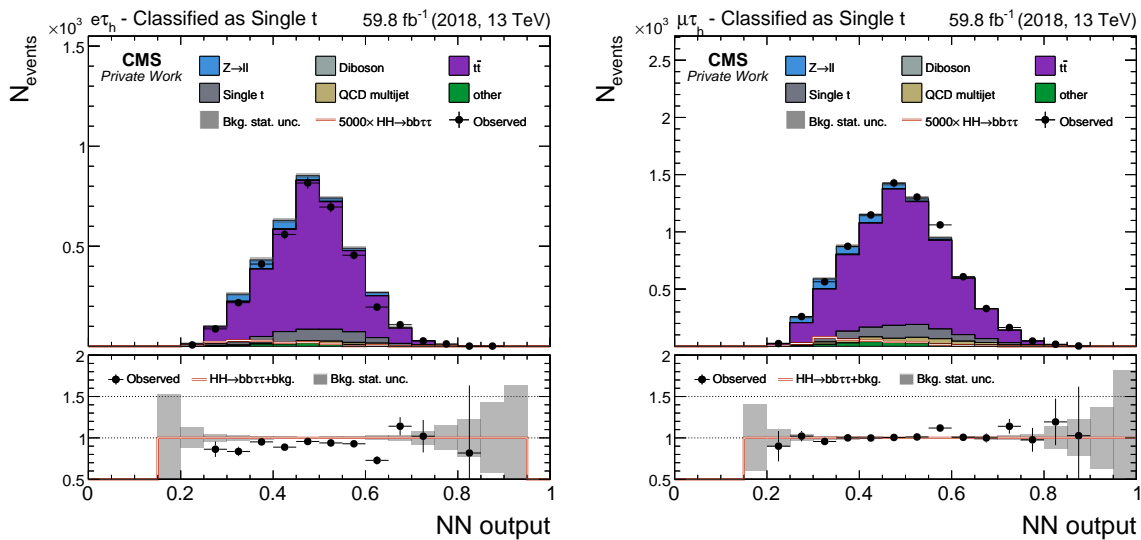 ×10³ eτₕ - Classified as Single t 59.8 fb⁻¹ (2018, 13 TeV)
N_events
1.5
1
0.5
CMS
Private Work
Z→ll Diboson tt̄
Single t QCD multijet other
Bkg. stat. unc. 5000× HH→bbττ Observed
2
1.5
1
0.5
Observed HH→bbττ+bkg. Bkg. stat. unc.
0 0.2 0.4 0.6 0.8 1
NN output
×10³ μτₕ - Classified as Single t 59.8 fb⁻¹ (2018, 13 TeV)
N_events
2.5
2
1.5
1
0.5
CMS
Private Work
Z→ll Diboson tt̄
Single t QCD multijet other
Bkg. stat. unc. 5000× HH→bbττ Observed
2
1.5
1
0.5
Observed HH→bbττ+bkg. Bkg. stat. unc.
0 0.2 0.4 0.6 0.8 1
NN output